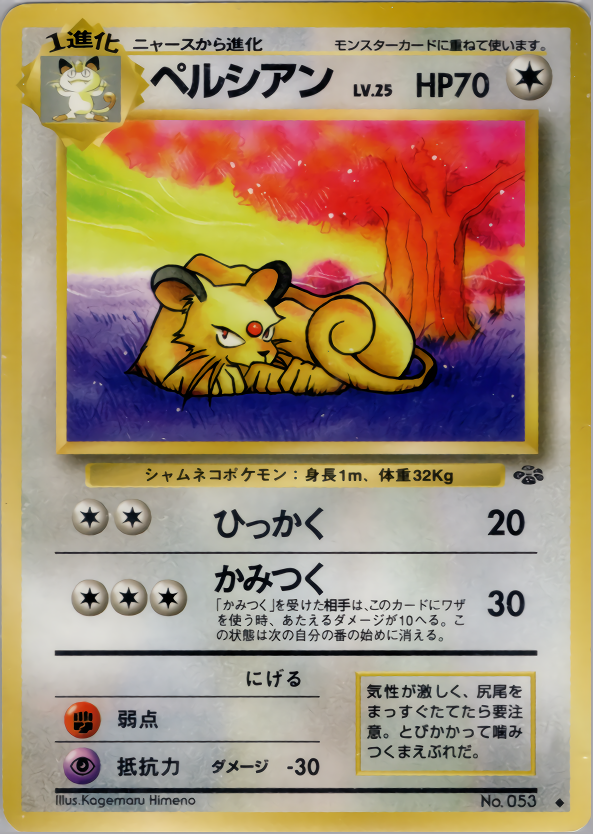 1進化
ニャースから進化
モンスターカードに重ねて使います。
ペルシアン LV.25 HP70
シャムネコポケモン：身長1m、体重32Kg
ひっかく 20
かみつく 30
「かみつく」を受けた相手は、このカードにワザ
を使う時、あたえるダメージが10へる。こ
の状態は次の自分の番の始めに消える。
にげる
弱点
抵抗力 ダメージ -30
気性が激しく、尻尾を
まっすぐたてたら要注
意。とびかかって噛み
つくまえぶれだ。
Illus.Kagemaru Himeno
No.053